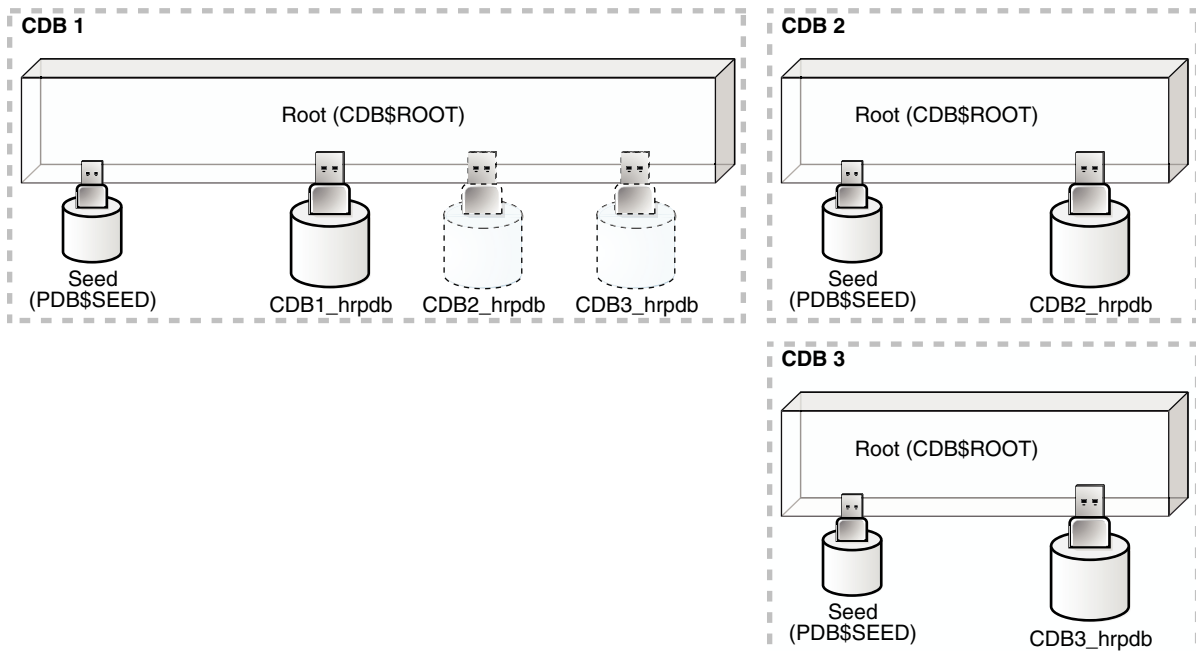 CDB 1
Root (CDB$ROOT)
Seed
(PDB$SEED)
CDB1_hrpdb
CDB2_hrpdb
CDB3_hrpdb
CDB 2
Root (CDB$ROOT)
Seed
(PDB$SEED)
CDB2_hrpdb
CDB 3
Root (CDB$ROOT)
Seed
(PDB$SEED)
CDB3_hrpdb